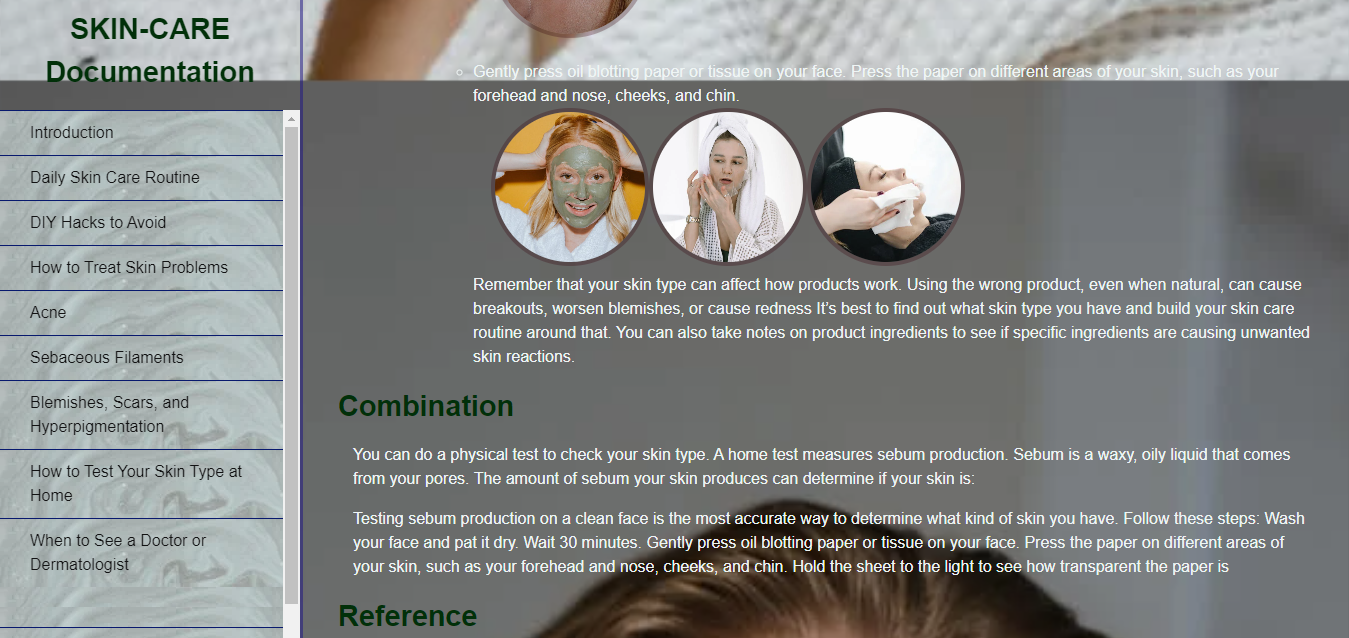 SKIN-CARE
Documentation
Introduction
Daily Skin Care Routine
DIY Hacks to Avoid
How to Treat Skin Problems
Acne
Sebaceous Filaments
Blemishes, Scars, and
Hyperpigmentation
How to Test Your Skin Type at
Home
When to See a Doctor or
Dermatologist
Gently press oil blotting paper or tissue on your face. Press the paper on different areas of your skin, such as your
forehead and nose, cheeks, and chin.
Remember that your skin type can affect how products work. Using the wrong product, even when natural, can cause
breakouts, worsen blemishes, or cause redness It’s best to find out what skin type you have and build your skin care
routine around that. You can also take notes on product ingredients to see if specific ingredients are causing unwanted
skin reactions.
Combination
You can do a physical test to check your skin type. A home test measures sebum production. Sebum is a waxy, oily liquid that comes
from your pores. The amount of sebum your skin produces can determine if your skin is:
Testing sebum production on a clean face is the most accurate way to determine what kind of skin you have. Follow these steps: Wash
your face and pat it dry. Wait 30 minutes. Gently press oil blotting paper or tissue on your face. Press the paper on different areas of
your skin, such as your forehead and nose, cheeks, and chin. Hold the sheet to the light to see how transparent the paper is
Reference